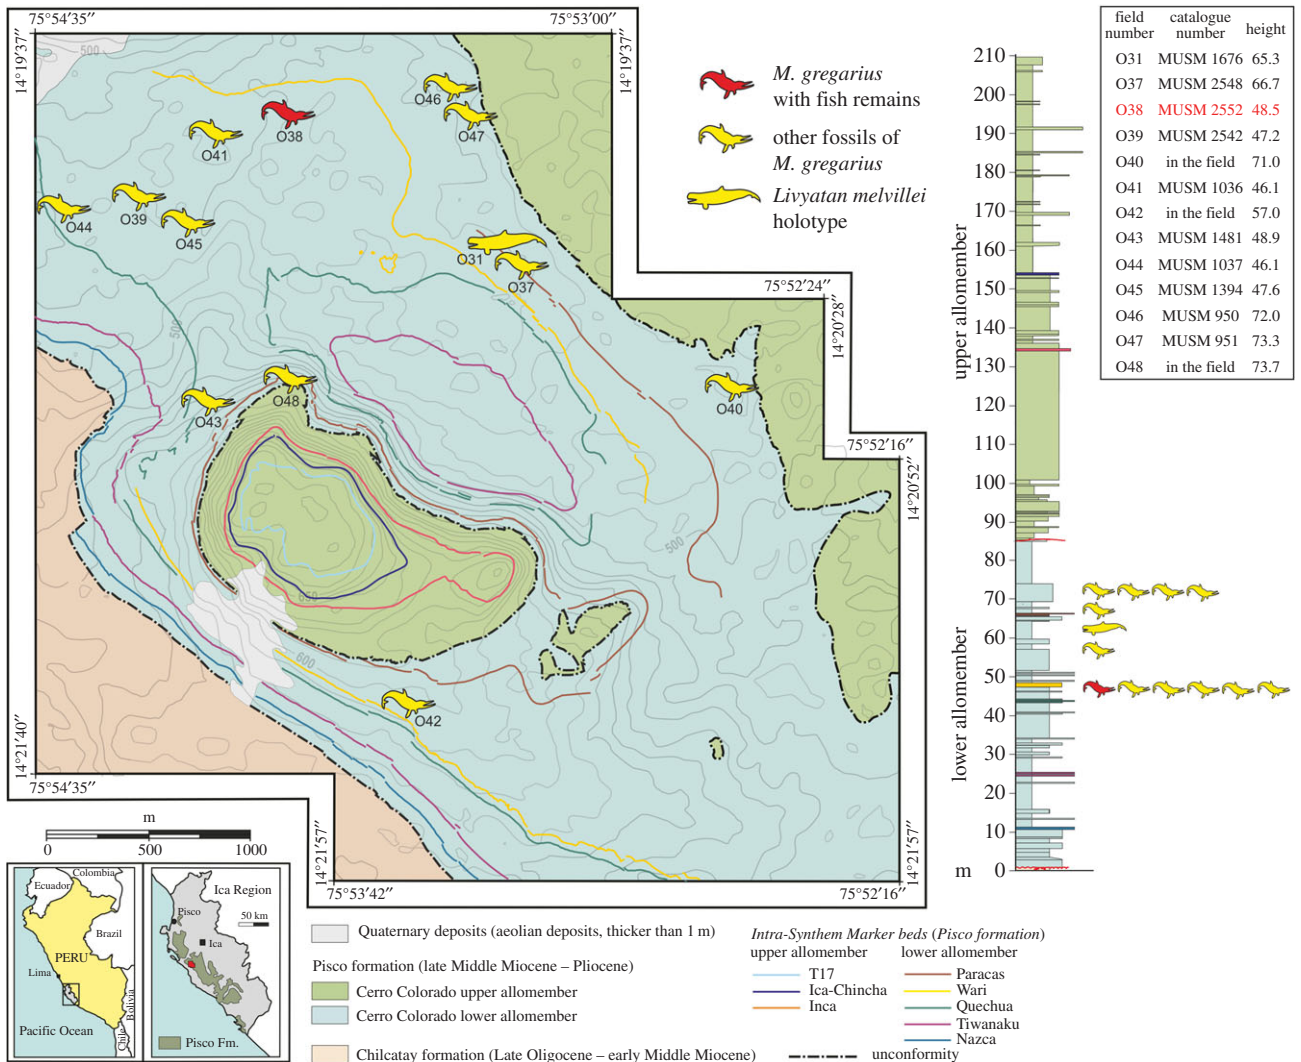 75°54′35″
75°53′00″
14°19′37″
14°19′37″
500
O46
O47
O38
O41
O39
O44
O45
O31
O37
75°52′24″
14°20′28″
500
O48
O43
O40
75°52′16″
14°20′52″
500
650
600
O42
14°21′40″
75°54′35″
14°21′57″
75°53′42″
14°21′57″
75°52′16″
M. gregarius
with fish remains
other fossils of
M. gregarius
Livyatan melvillei
holotype
upper allomember
lower allomember
210
200
190
180
170
160
150
140
130
120
110
100
90
80
70
60
50
40
30
20
10
m 0
field number catalogue number height
O31 MUSM 1676 65.3
O37 MUSM 2548 66.7
O38 MUSM 2552 48.5
O39 MUSM 2542 47.2
O40 in the field 71.0
O41 MUSM 1036 46.1
O42 in the field 57.0
O43 MUSM 1481 48.9
O44 MUSM 1037 46.1
O45 MUSM 1394 47.6
O46 MUSM 950 72.0
O47 MUSM 951 73.3
O48 in the field 73.7
m
0 500 1000
Colombia
Ecuador
Brazil
PERU
Lima
Bolivia
Chile
Pacific Ocean
Ica Region
50 km
Pisco
Ica
Pisco Fm.
Quaternary deposits (aeolian deposits, thicker than 1 m)
Pisco formation (late Middle Miocene – Pliocene)
Cerro Colorado upper allomember
Cerro Colorado lower allomember
Chilcatay formation (Late Oligocene – early Middle Miocene)
Intra-Synthem Marker beds (Pisco formation)
upper allomember
T17
Ica-Chincha
Inca
lower allomember
Paracas
Wari
Quechua
Tiwanaku
Nazca
unconformity